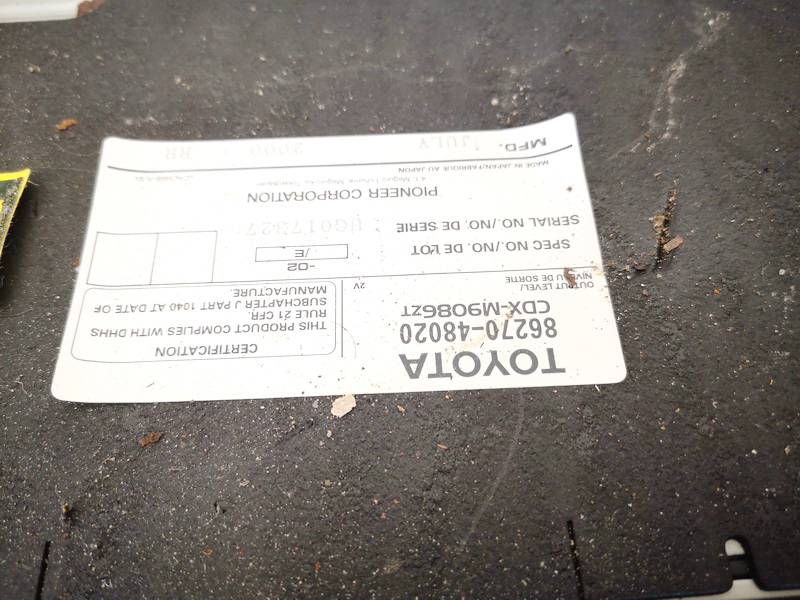 TOYOTA
86270-48020
CDX-M9086ZT
OUTPUT LEVEL/
NIVEAU DE SORTIE
2V
CERTIFICATION
THIS PRODUCT COMPLIES WITH DHHS
RULE 21 CFR.
SUBCHAPTER J PART 1040 AT DATE OF
MANUFACTURE.
SPEC NO./NO. DE LOT
-02
/E
SERIAL NO./NO. DE SERIE : UG017327
PIONEER CORPORATION
MADE IN JAPAN/FABRIQUE AU JAPON
MFD. JULY 2000 RR